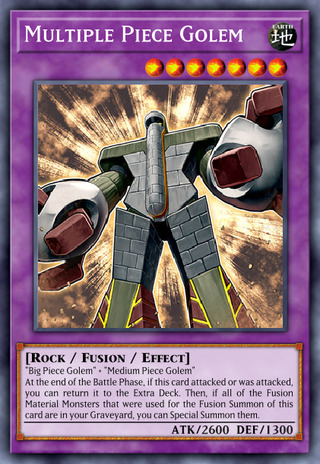 Multiple Piece Golem
EARTH
地
[Rock / Fusion / Effect]
"Big Piece Golem" + "Medium Piece Golem"
At the end of the Battle Phase, if this card attacked or was attacked,
you can return it to the Extra Deck. Then, if all of the Fusion
Material Monsters that were used for the Fusion Summon of this
card are in your Graveyard, you can Special Summon them.
ATK/2600 DEF/1300